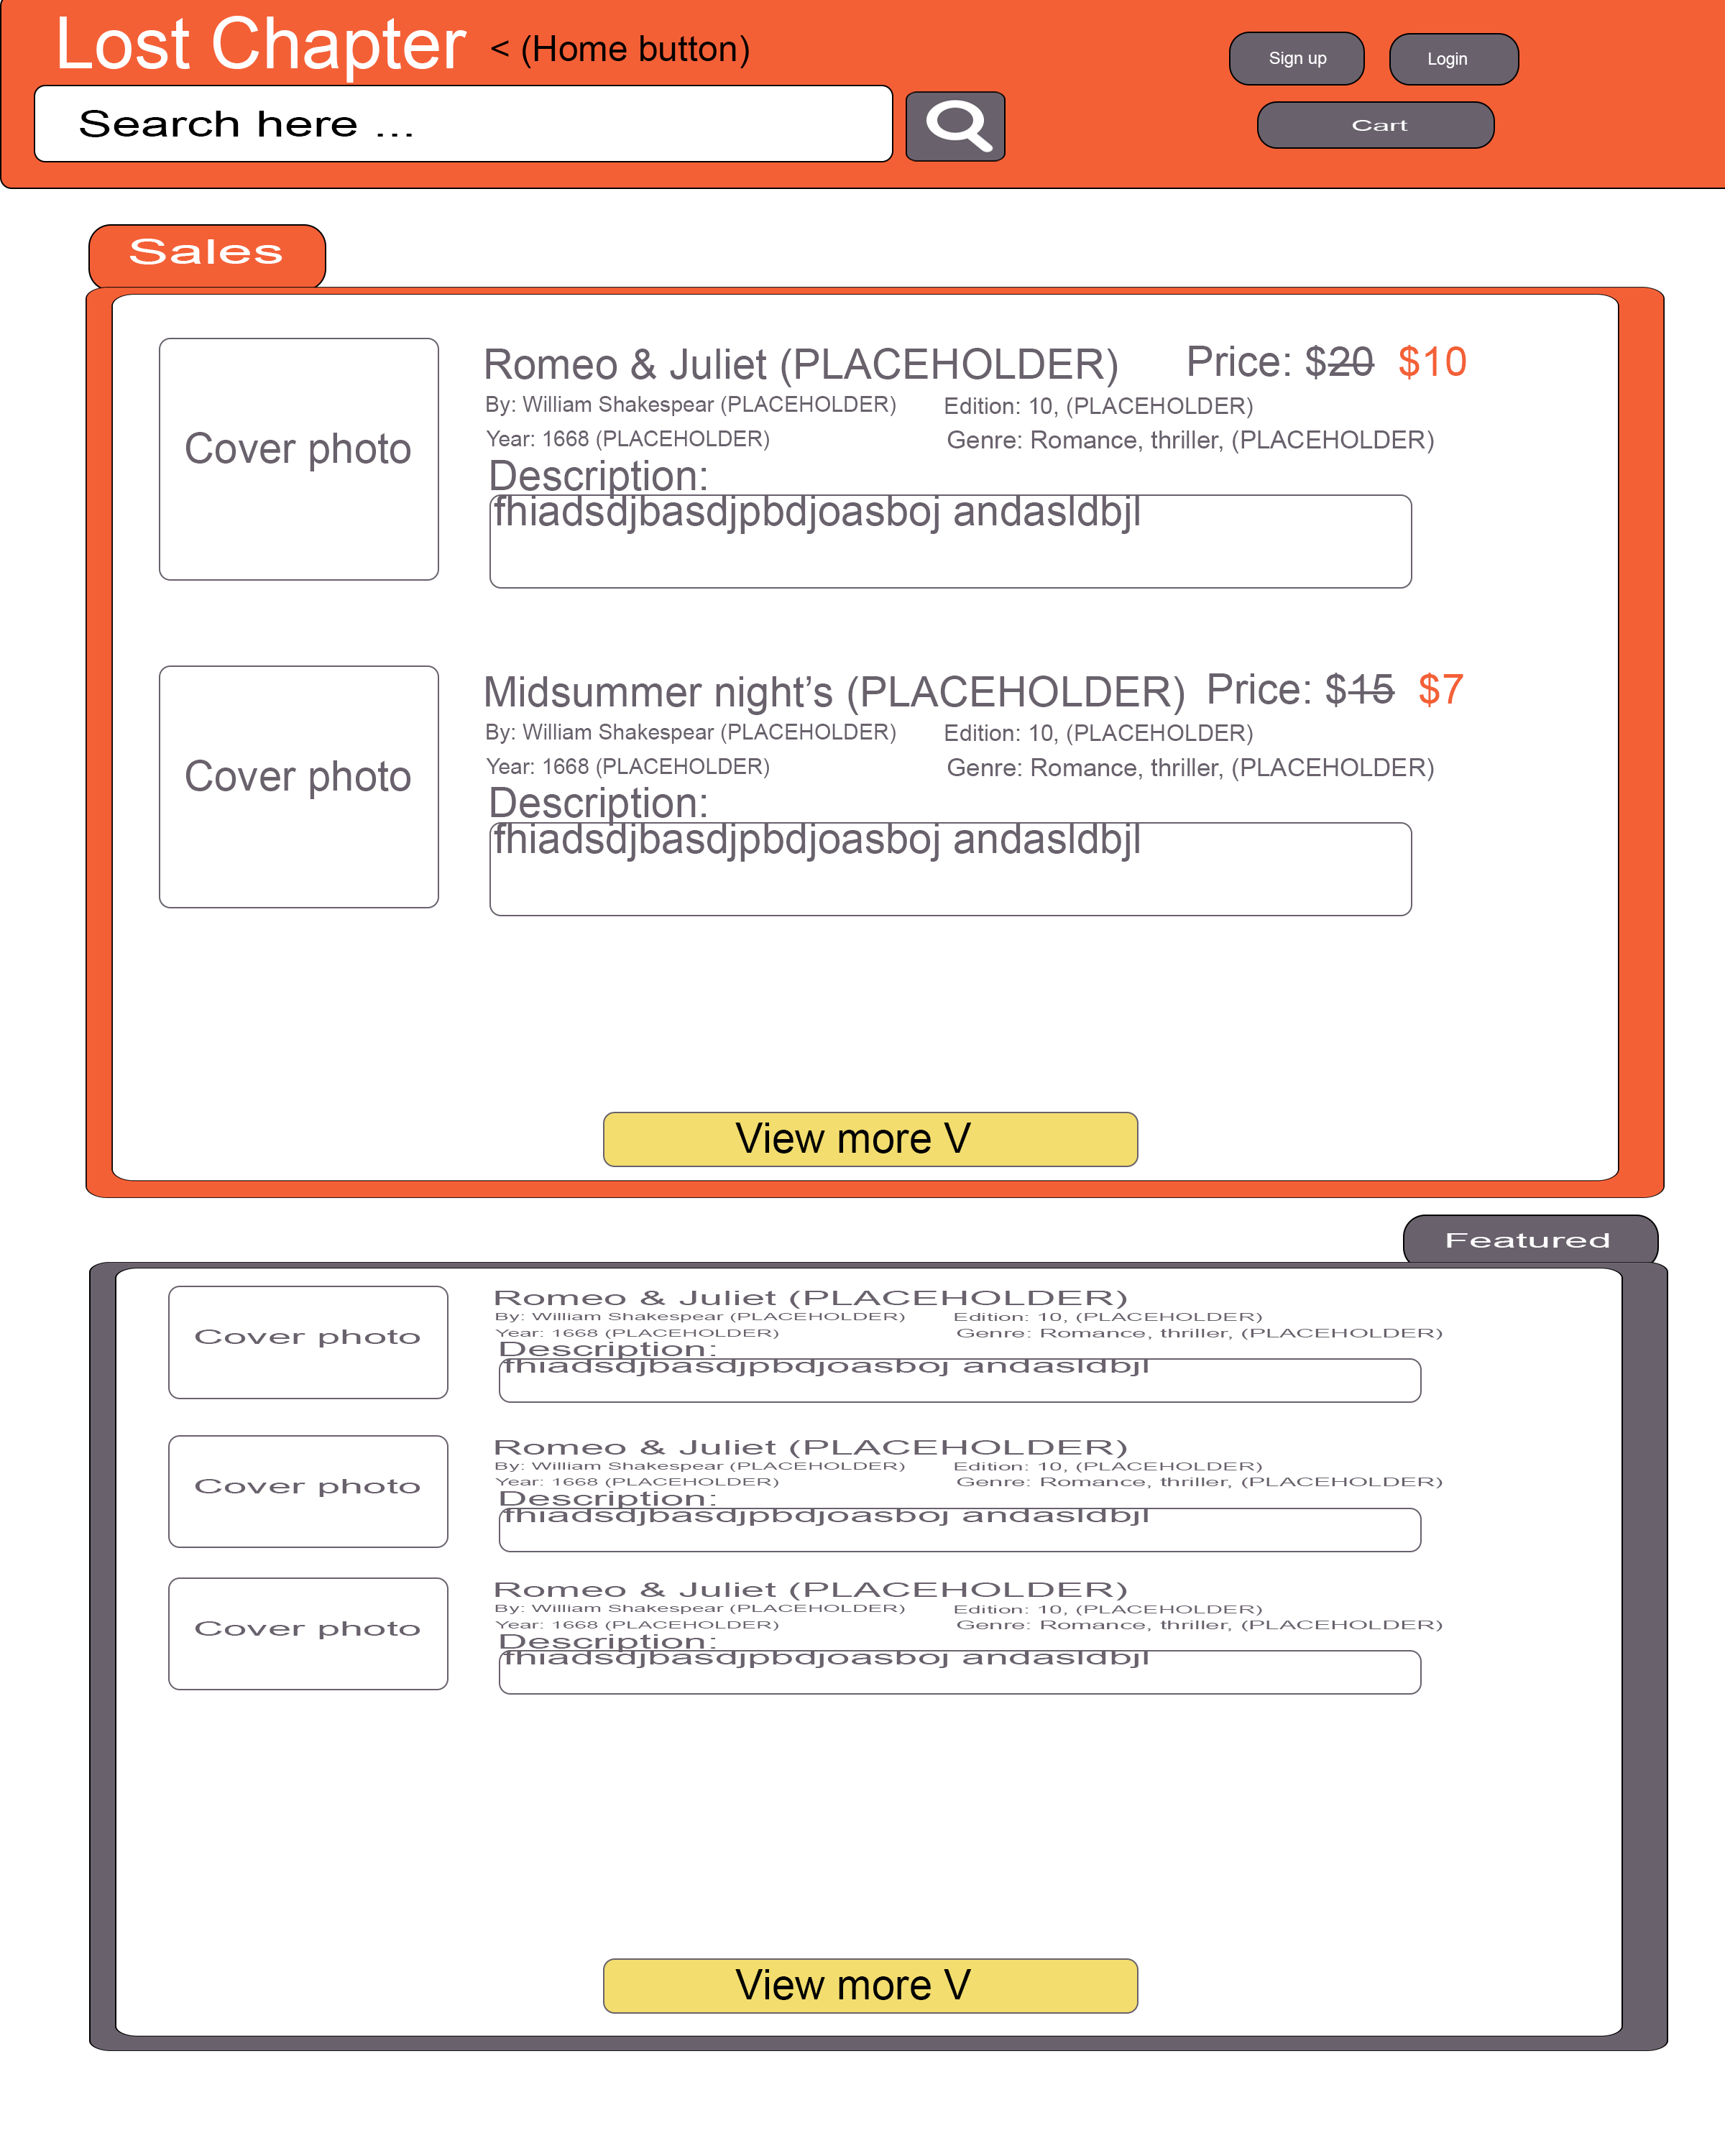 Lost Chapter < (Home button)
Sign up
Login
Search here ...
Cart
Sales
Cover photo
Romeo & Juliet (PLACEHOLDER)
Price: $20 $10
By: William Shakespear (PLACEHOLDER)
Edition: 10, (PLACEHOLDER)
Year: 1668 (PLACEHOLDER)
Genre: Romance, thriller, (PLACEHOLDER)
Description:
fhiadsdjbasdjpbdjoasboj andasldbjl
Cover photo
Midsummer night’s (PLACEHOLDER)
Price: $15 $7
By: William Shakespear (PLACEHOLDER)
Edition: 10, (PLACEHOLDER)
Year: 1668 (PLACEHOLDER)
Genre: Romance, thriller, (PLACEHOLDER)
Description:
fhiadsdjbasdjpbdjoasboj andasldbjl
View more V
Featured
Cover photo
Romeo & Juliet (PLACEHOLDER)
By: William Shakespear (PLACEHOLDER)
Edition: 10, (PLACEHOLDER)
Year: 1668 (PLACEHOLDER)
Genre: Romance, thriller, (PLACEHOLDER)
Description:
fhiadsdjbasdjpbdjoasboj andasldbjl
Cover photo
Romeo & Juliet (PLACEHOLDER)
By: William Shakespear (PLACEHOLDER)
Edition: 10, (PLACEHOLDER)
Year: 1668 (PLACEHOLDER)
Genre: Romance, thriller, (PLACEHOLDER)
Description:
fhiadsdjbasdjpbdjoasboj andasldbjl
Cover photo
Romeo & Juliet (PLACEHOLDER)
By: William Shakespear (PLACEHOLDER)
Edition: 10, (PLACEHOLDER)
Year: 1668 (PLACEHOLDER)
Genre: Romance, thriller, (PLACEHOLDER)
Description:
fhiadsdjbasdjpbdjoasboj andasldbjl
View more V